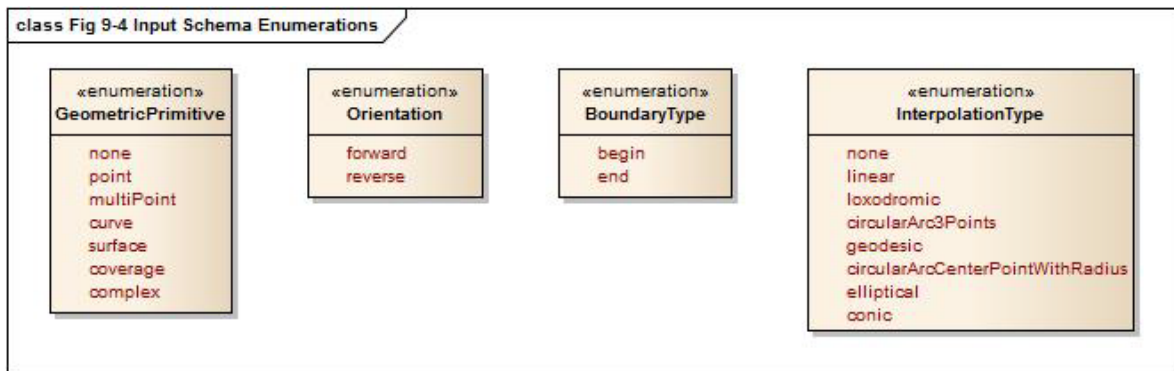 class Fig 9-4 Input Schema Enumerations
«enumeration»
GeometricPrimitive
none
point
multiPoint
curve
surface
coverage
complex
«enumeration»
Orientation
forward
reverse
«enumeration»
BoundaryType
begin
end
«enumeration»
InterpolationType
none
linear
loxodromic
circularArc3Points
geodesic
circularArcCenterPointWithRadius
elliptical
conic